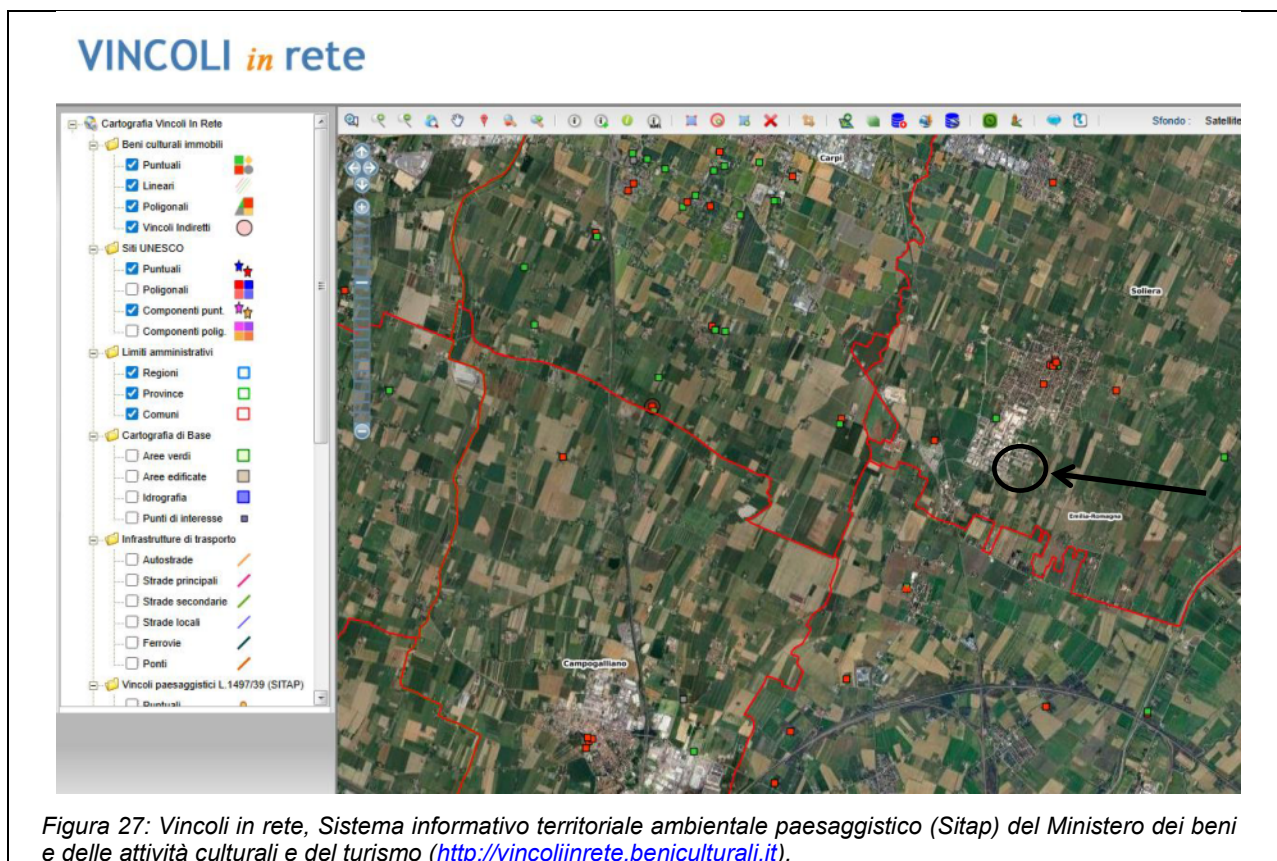 VINCOLI in rete
Cartografia Vincoli In Rete
Beni culturali immobili
Puntuali
Lineari
Poligonali
Vincoli Indiretti
Siti UNESCO
Puntuali
Poligonali
Componenti punt.
Componenti polig.
Limiti amministrativi
Regioni
Province
Comuni
Cartografia di Base
Aree verdi
Aree edificate
Idrografia
Punti di interesse
Infrastrutture di trasporto
Autostrade
Strade principali
Strade secondarie
Strade locali
Ferrovie
Ponti
Vincoli paesaggistici L.1497/39 (SITAP)
Puntuali
Sfondo : Satellite
Carpi
Soliera
Emilia-Romagna
Campogalliano
Figura 27: Vincoli in rete, Sistema informativo territoriale ambientale paesaggistico (Sitap) del Ministero dei beni
e delle attività culturali e del turismo (http://vincoliinrete.beniculturali.it).